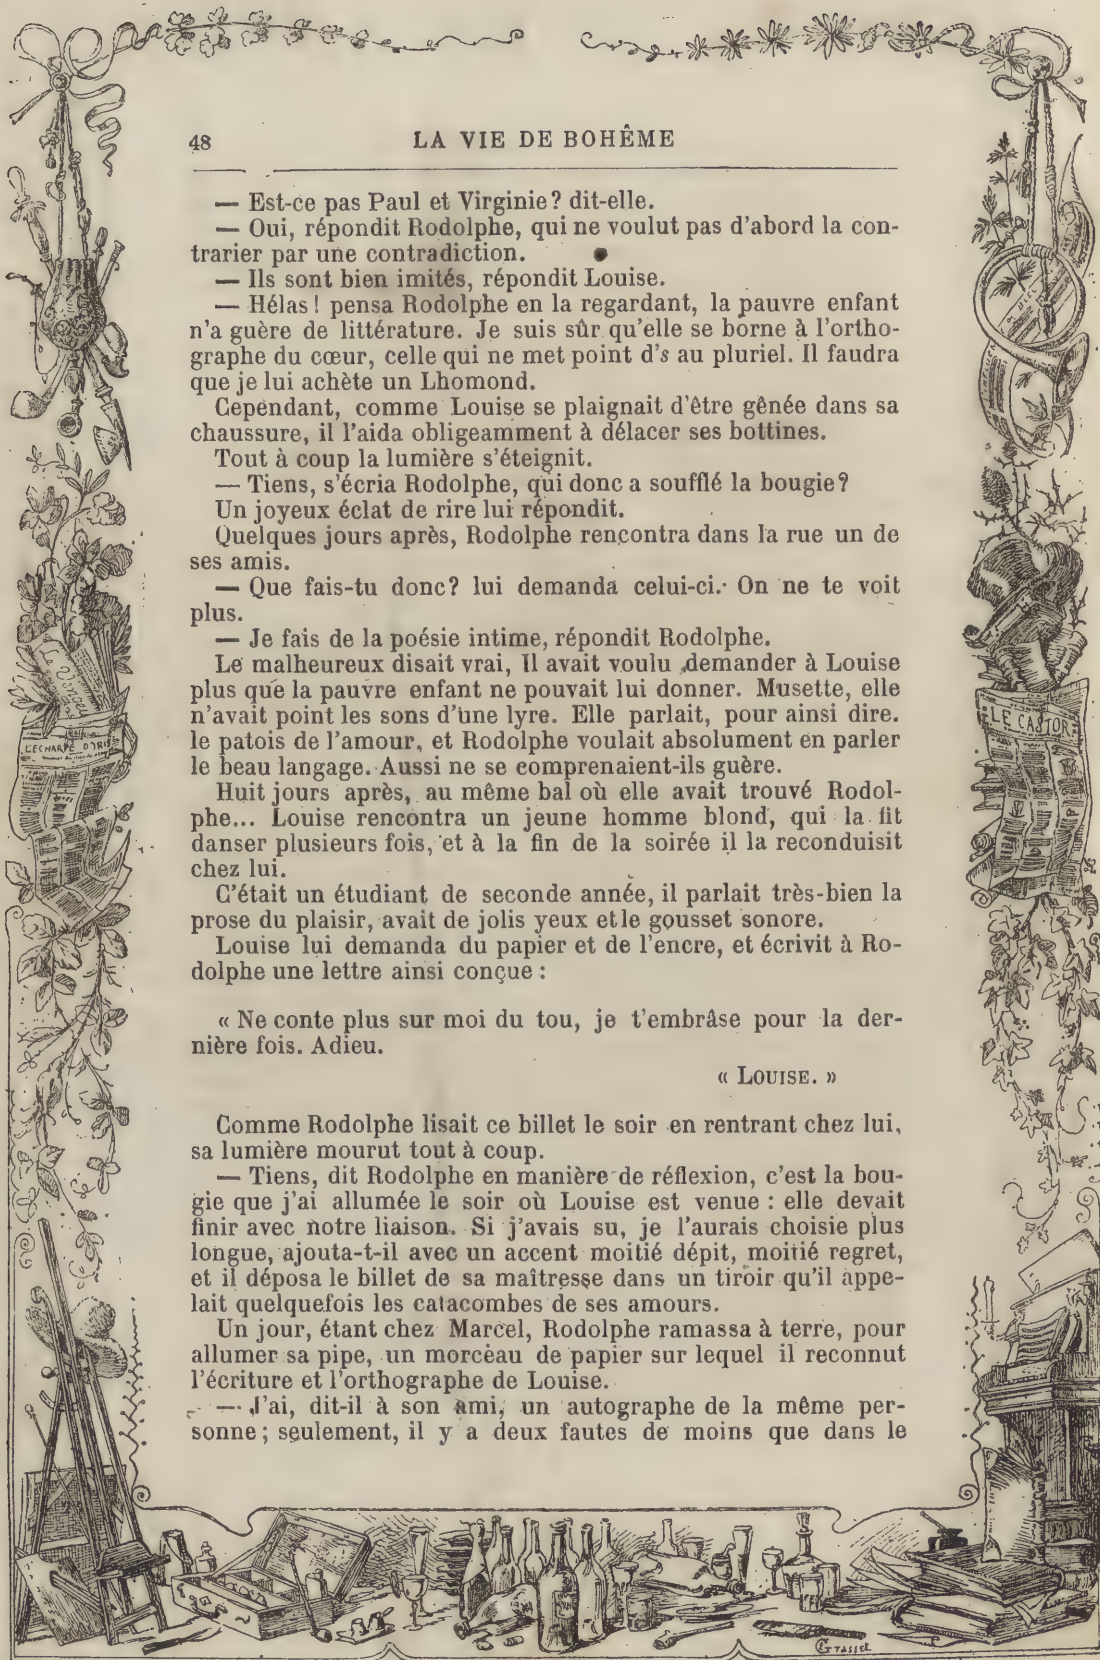 48 LA VIE DE BOHÊME
— Est-ce pas Paul et Virginie? dit-elle.
— Oui, répondit Rodolphe, qui ne voulut pas d'abord la con-
trarier par une contradiction.
— Ils sont bien imités, répondit Louise.
— Hélas! pensa Rodolphe en la regardant, la pauvre enfant
n'a guère de littérature. Je suis sûr qu'elle se borne à l'ortho-
graphe du cœur, celle qui ne met point d's au pluriel. Il faudra
que je lui achète un Lhomond.
Cependant, comme Louise se plaignait d'être gênée dans sa
chaussure, il l'aida obligeamment à délacer ses bottines.
Tout à coup la lumière s'éteignit.
— Tiens, s'écria Rodolphe, qui donc a soufflé la bougie?
Un joyeux éclat de rire lui répondit.
Quelques jours après, Rodolphe rencontra dans la rue un de
ses amis.
— Que fais-tu donc? lui demanda celui-ci. On ne te voit
plus.
— Je fais de la poésie intime, répondit Rodolphe.
Le malheureux disait vrai, Il avait voulu demander à Louise
plus que la pauvre enfant ne pouvait lui donner. Musette, elle
n'avait point les sons d'une lyre. Elle parlait, pour ainsi dire.
le patois de l'amour, et Rodolphe voulait absolument en parler
le beau langage. Aussi ne se comprenaient-ils guère.
Huit jours après, au même bal où elle avait trouvé Rodol-
phe... Louise rencontra un jeune homme blond, qui la fit
danser plusieurs fois, et à la fin de la soirée il la reconduisit
chez lui.
C'était un étudiant de seconde année, il parlait très-bien la
prose du plaisir, avait de jolis yeux et le gousset sonore.
Louise lui demanda du papier et de l'encre, et écrivit à Ro-
dolphe une lettre ainsi conçue :
« Ne conte plus sur moi du tou, je t'embrâse pour la der-
nière fois. Adieu.
« LOUISE. »
Comme Rodolphe lisait ce billet le soir en rentrant chez lui,
sa lumière mourut tout à coup.
— Tiens, dit Rodolphe en manière de réflexion, c'est la bou-
gie que j'ai allumée le soir où Louise est venue : elle devait
finir avec notre liaison. Si j'avais su, je l'aurais choisie plus
longue, ajouta-t-il avec un accent moitié dépit, moitié regret,
et il déposa le billet de sa maîtresse dans un tiroir qu'il appe-
lait quelquefois les catacombes de ses amours.
Un jour, étant chez Marcel, Rodolphe ramassa à terre, pour
allumer sa pipe, un morceau de papier sur lequel il reconnut
l'écriture et l'orthographe de Louise.
— J'ai, dit-il à son ami, un autographe de la même per-
sonne; seulement, il y a deux fautes de moins que dans le
L'ECHARPE D'IRIS
LE CASTOR
Grasset